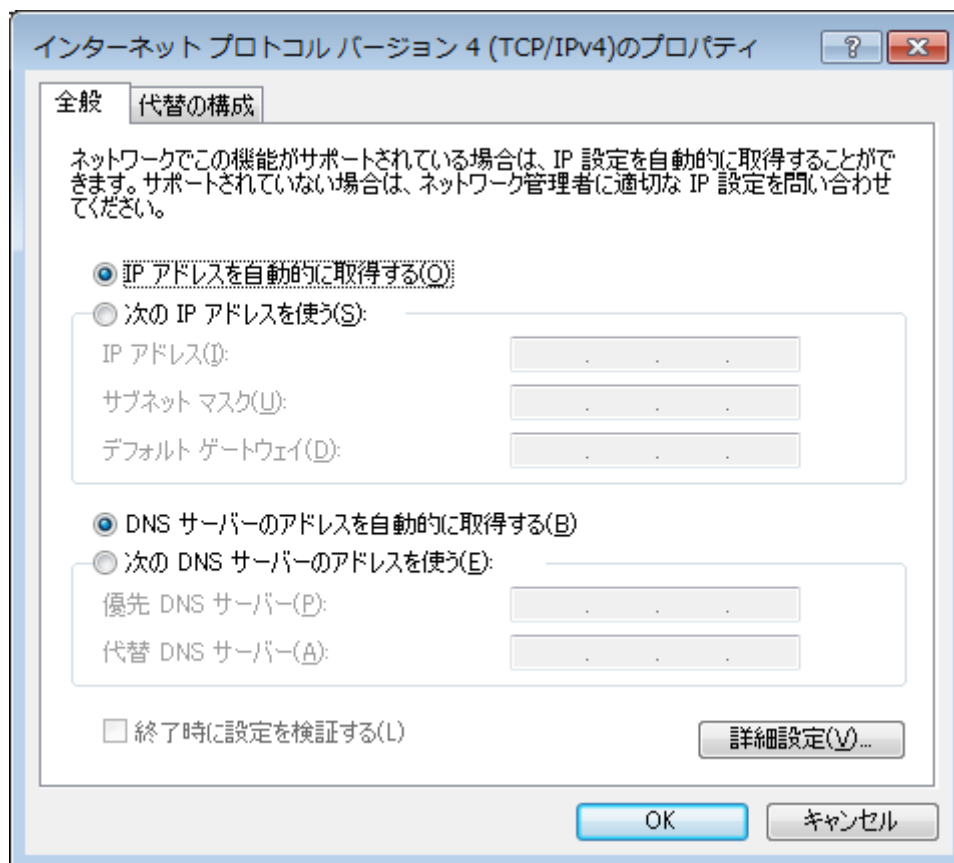 インターネット プロトコル バージョン 4 (TCP/IPv4)のプロパティ
全般
代替の構成
ネットワークでこの機能がサポートされている場合は、IP 設定を自動的に取得することがで
きます。サポートされていない場合は、ネットワーク管理者に適切な IP 設定を問い合わせ
てください。
IP アドレスを自動的に取得する(O)
次の IP アドレスを使う(S):
IP アドレス(I):
サブネット マスク(U):
デフォルト ゲートウェイ(D):
DNS サーバーのアドレスを自動的に取得する(B)
次の DNS サーバーのアドレスを使う(E):
優先 DNS サーバー(P):
代替 DNS サーバー(A):
終了時に設定を検証する(L)
詳細設定(V)...
OK
キャンセル